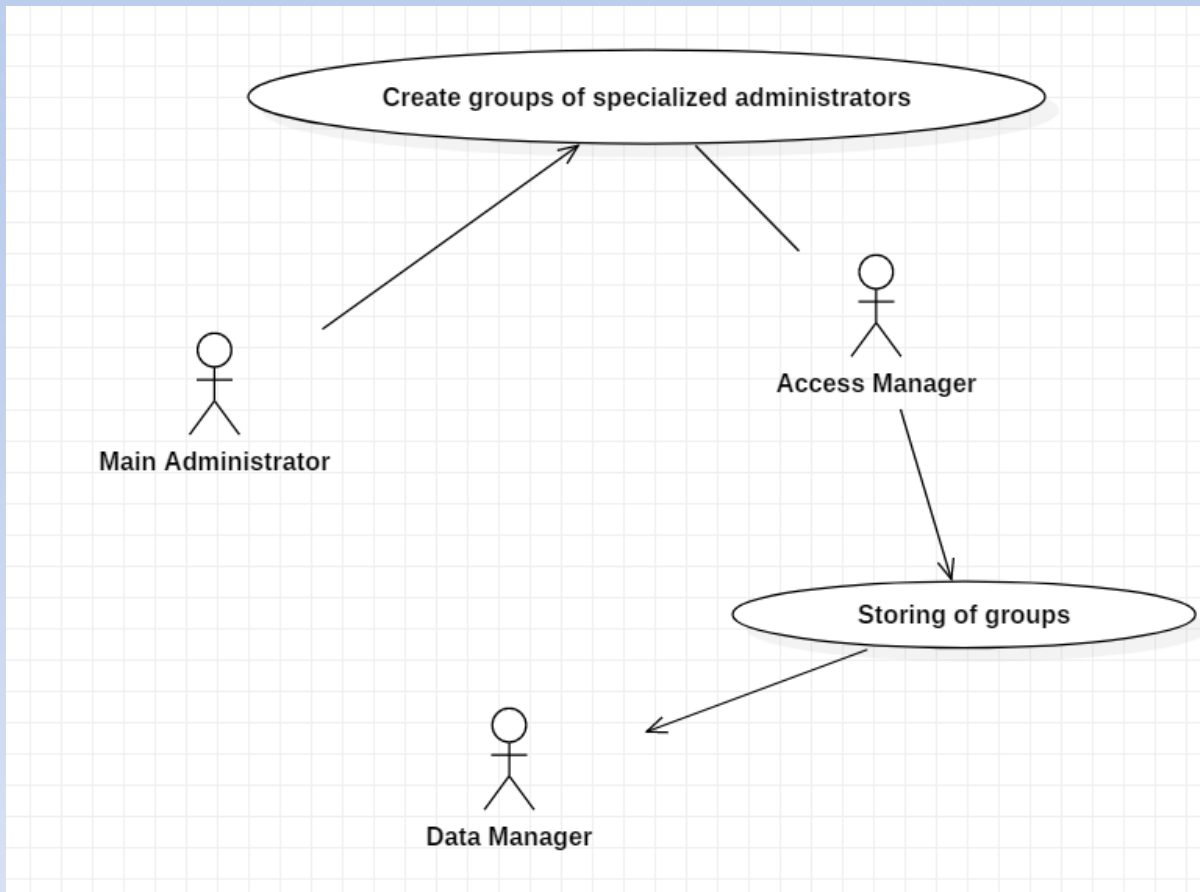 Create groups of specialized administrators
Access Manager
Main Administrator
Storing of groups
Data Manager